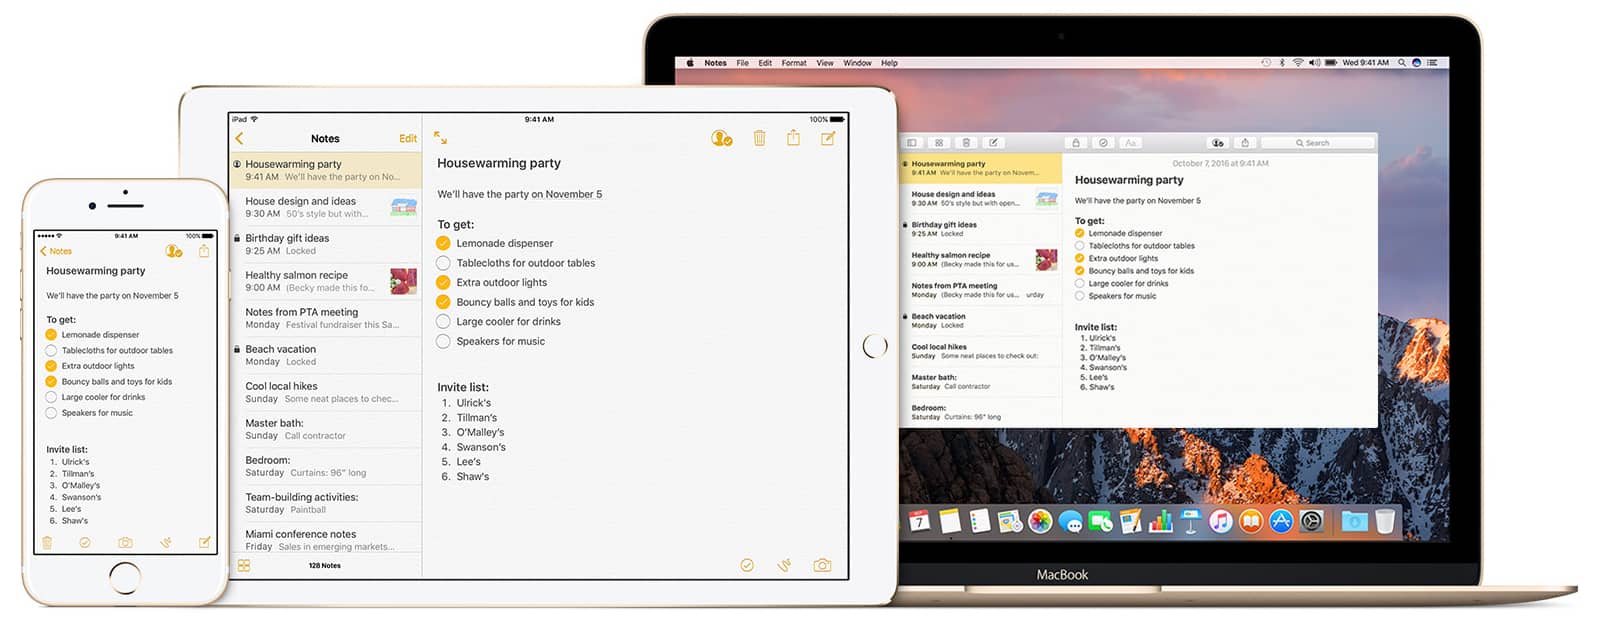 9:41 AM
100%
Notes
Housewarming party
We'll have the party on November 5
To get:
Lemonade dispenser
Tablecloths for outdoor tables
Extra outdoor lights
Bouncy balls and toys for kids
Large cooler for drinks
Speakers for music
Invite list:
1. Ulrick's
2. Tillman's
3. O'Malley's
4. Swanson's
5. Lee's
6. Shaw's
iPad
9:41 AM
100%
Notes
Edit
Housewarming party
9:41 AM We'll have the party on No...
House design and ideas
9:30 AM 50's style but with...
Birthday gift ideas
9:25 AM Locked
Healthy salmon recipe
9:00 AM (Becky made this for us...
Notes from PTA meeting
Monday Festival fundraiser this Sa...
Beach vacation
Monday Locked
Cool local hikes
Sunday Some neat places to chec...
Master bath:
Sunday Call contractor
Bedroom:
Saturday Curtains: 96" long
Team-building activities:
Saturday Paintball
Miami conference notes
Friday Sales in emerging markets...
128 Notes
Housewarming party
We'll have the party on November 5
To get:
Lemonade dispenser
Tablecloths for outdoor tables
Extra outdoor lights
Bouncy balls and toys for kids
Large cooler for drinks
Speakers for music
Invite list:
1. Ulrick's
2. Tillman's
3. O'Malley's
4. Swanson's
5. Lee's
6. Shaw's
Notes File Edit Format View Window Help
Wed 9:41 AM
Aa
Search
Housewarming party
9:41 AM We'll have the party on Novem...
House design and ideas
9:30 AM 50's style but with open...
Birthday gift ideas
9:25 AM Locked
Healthy salmon recipe
9:00 AM (Becky made this for us...
Notes from PTA meeting
Monday (Becky made this for us... urday
Beach vacation
Monday Locked
Cool local hikes
Sunday Some neat places to check out:
Master bath:
Saturday Call contractor
Bedroom:
Saturday Curtains: 96" long
October 7, 2016 at 9:41 AM
Housewarming party
We'll have the party on November 5
To get:
Lemonade dispenser
Tablecloths for outdoor tables
Extra outdoor lights
Bouncy balls and toys for kids
Large cooler for drinks
Speakers for music
Invite list:
1. Ulrick's
2. Tillman's
3. O'Malley's
4. Swanson's
5. Lee's
6. Shaw's
7
MacBook